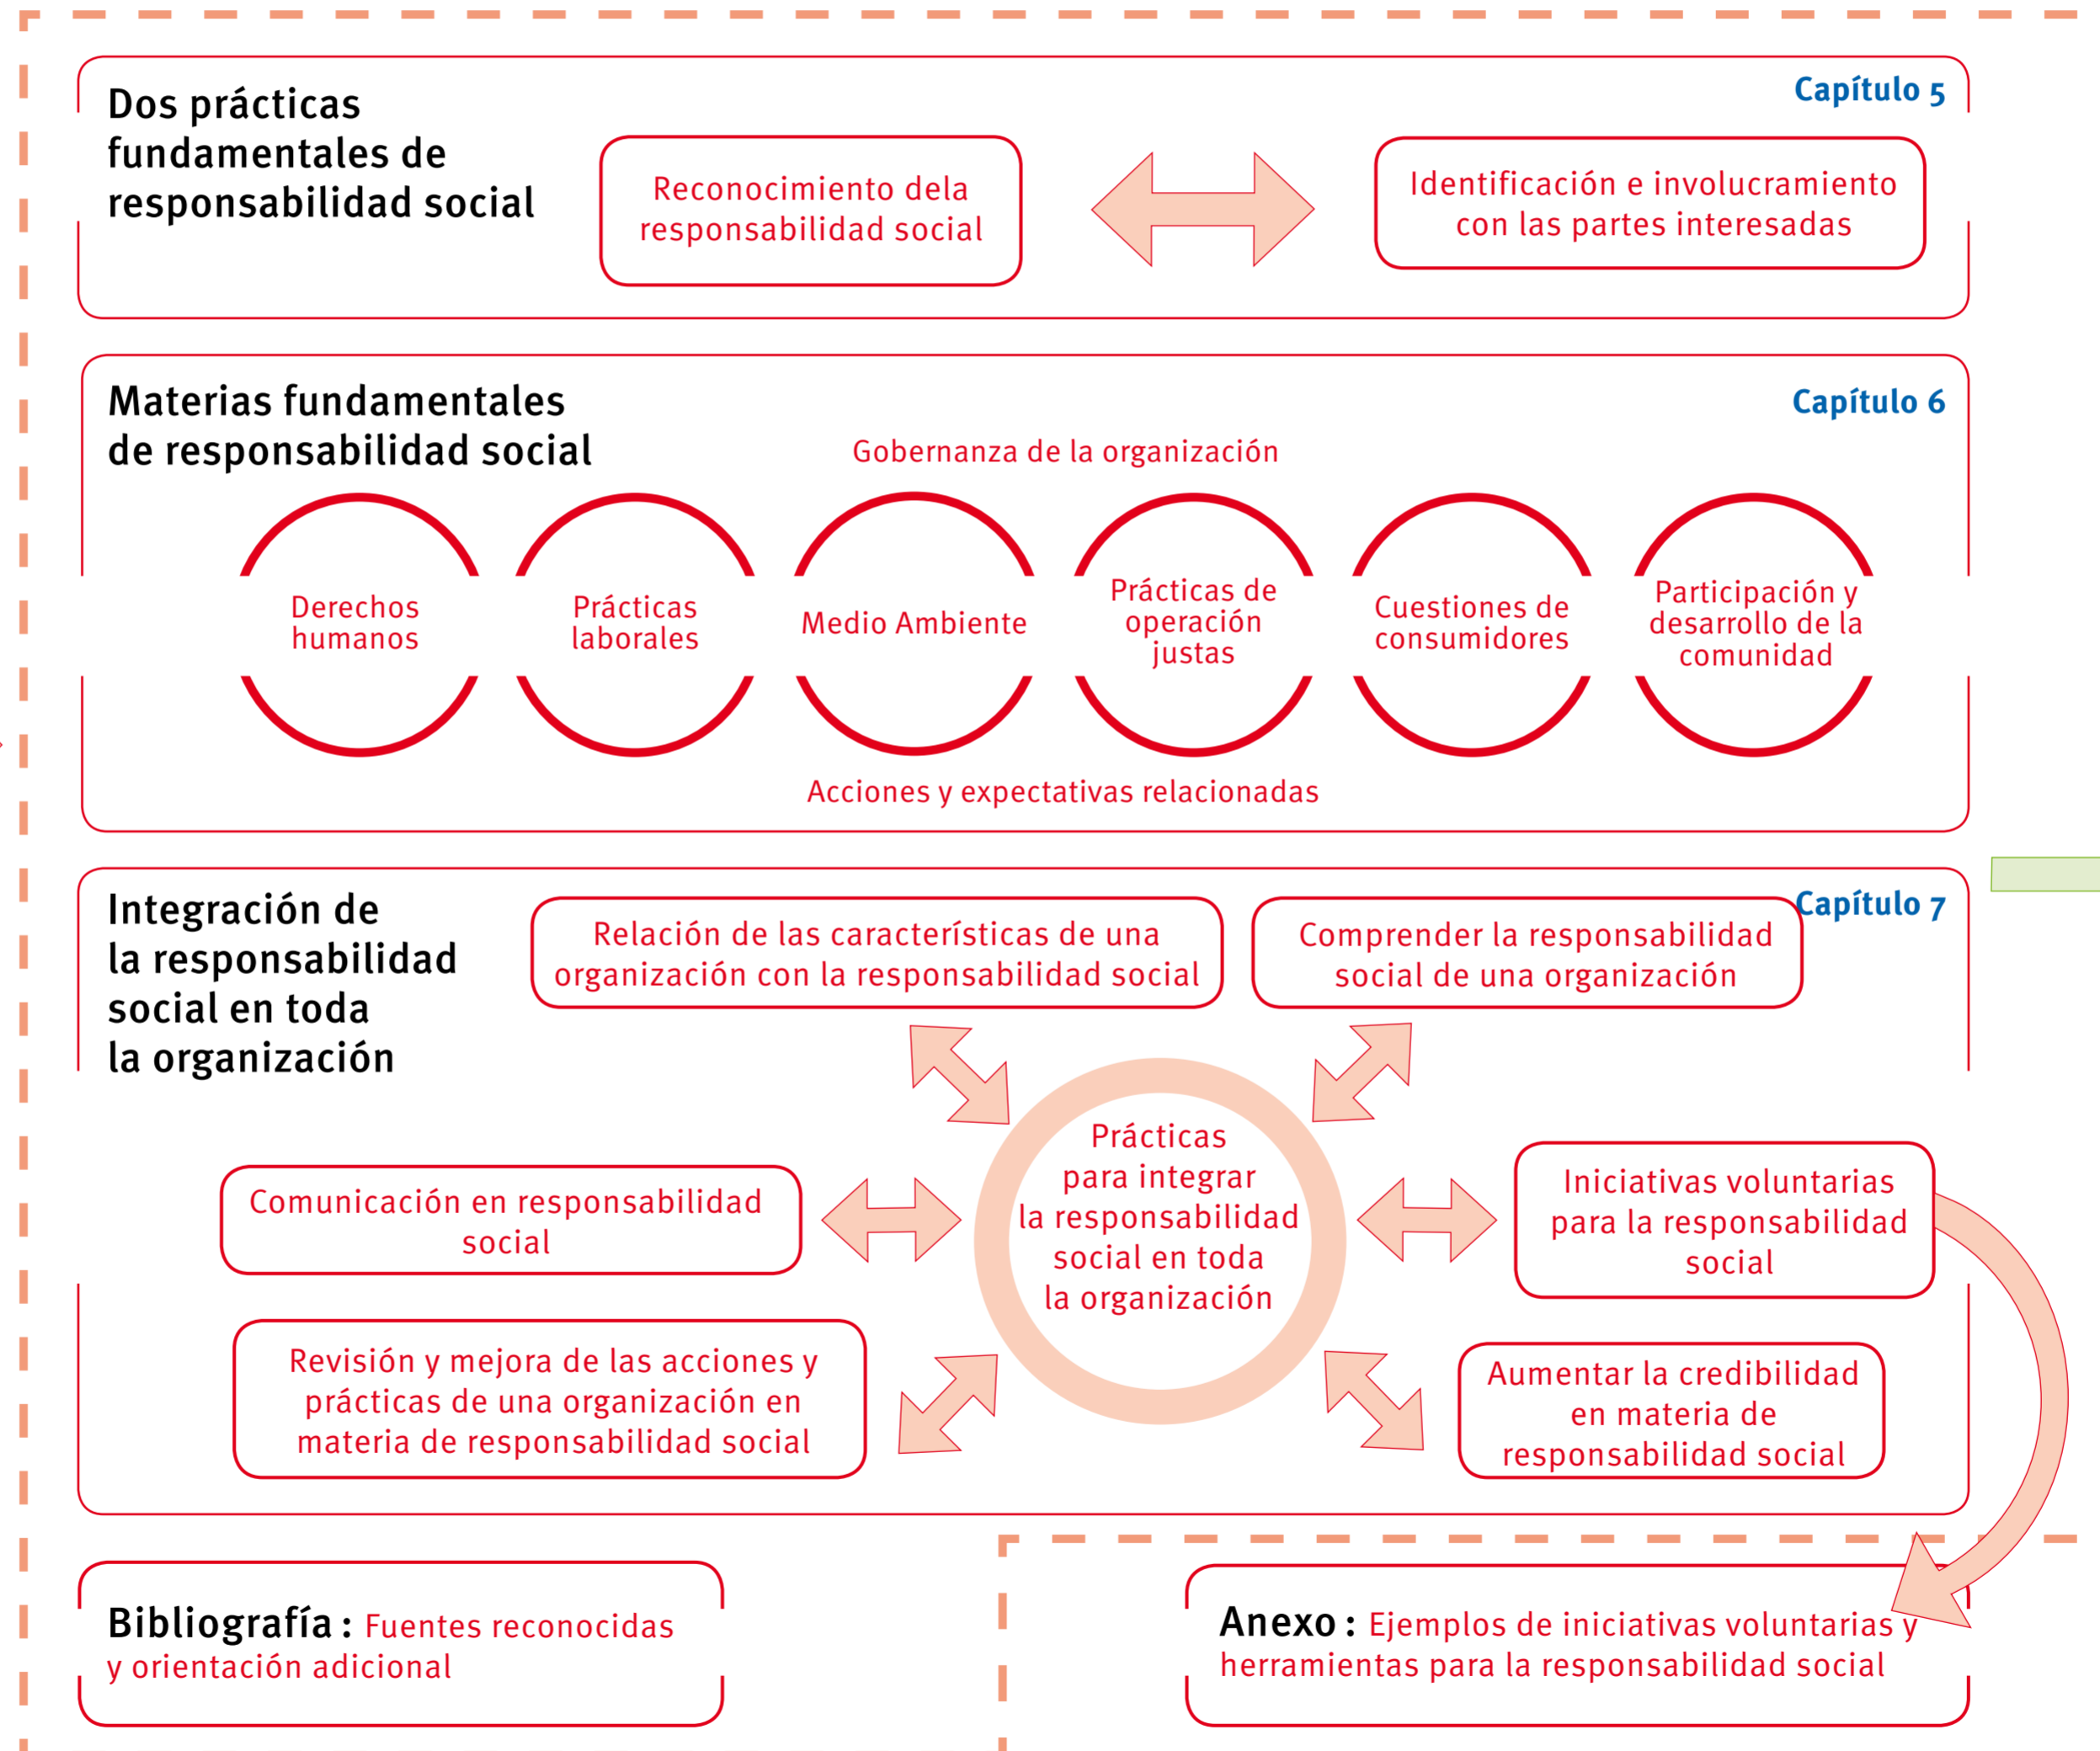 Dos prácticas
fundamentales de
responsabilidad social
Capítulo 5
Reconocimiento dela
responsabilidad social
Identificación e involucramiento
con las partes interesadas
Materias fundamentales
de responsabilidad social
Capítulo 6
Gobernanza de la organización
Derechos
humanos
Prácticas
laborales
Medio Ambiente
Prácticas de
operación
justas
Cuestiones de
consumidores
Participación y
desarrollo de la
comunidad
Acciones y expectativas relacionadas
Integración de
la responsabilidad
social en toda
la organización
Capítulo 7
Relación de las características de una
organización con la responsabilidad social
Comprender la responsabilidad
social de una organización
Prácticas
para integrar
la responsabilidad
social en toda
la organización
Comunicación en responsabilidad
social
Iniciativas voluntarias
para la responsabilidad
social
Revisión y mejora de las acciones y
prácticas de una organización en
materia de responsabilidad social
Aumentar la credibilidad
en materia de
responsabilidad social
Bibliografía : Fuentes reconocidas
y orientación adicional
Anexo : Ejemplos de iniciativas voluntarias y
herramientas para la responsabilidad social